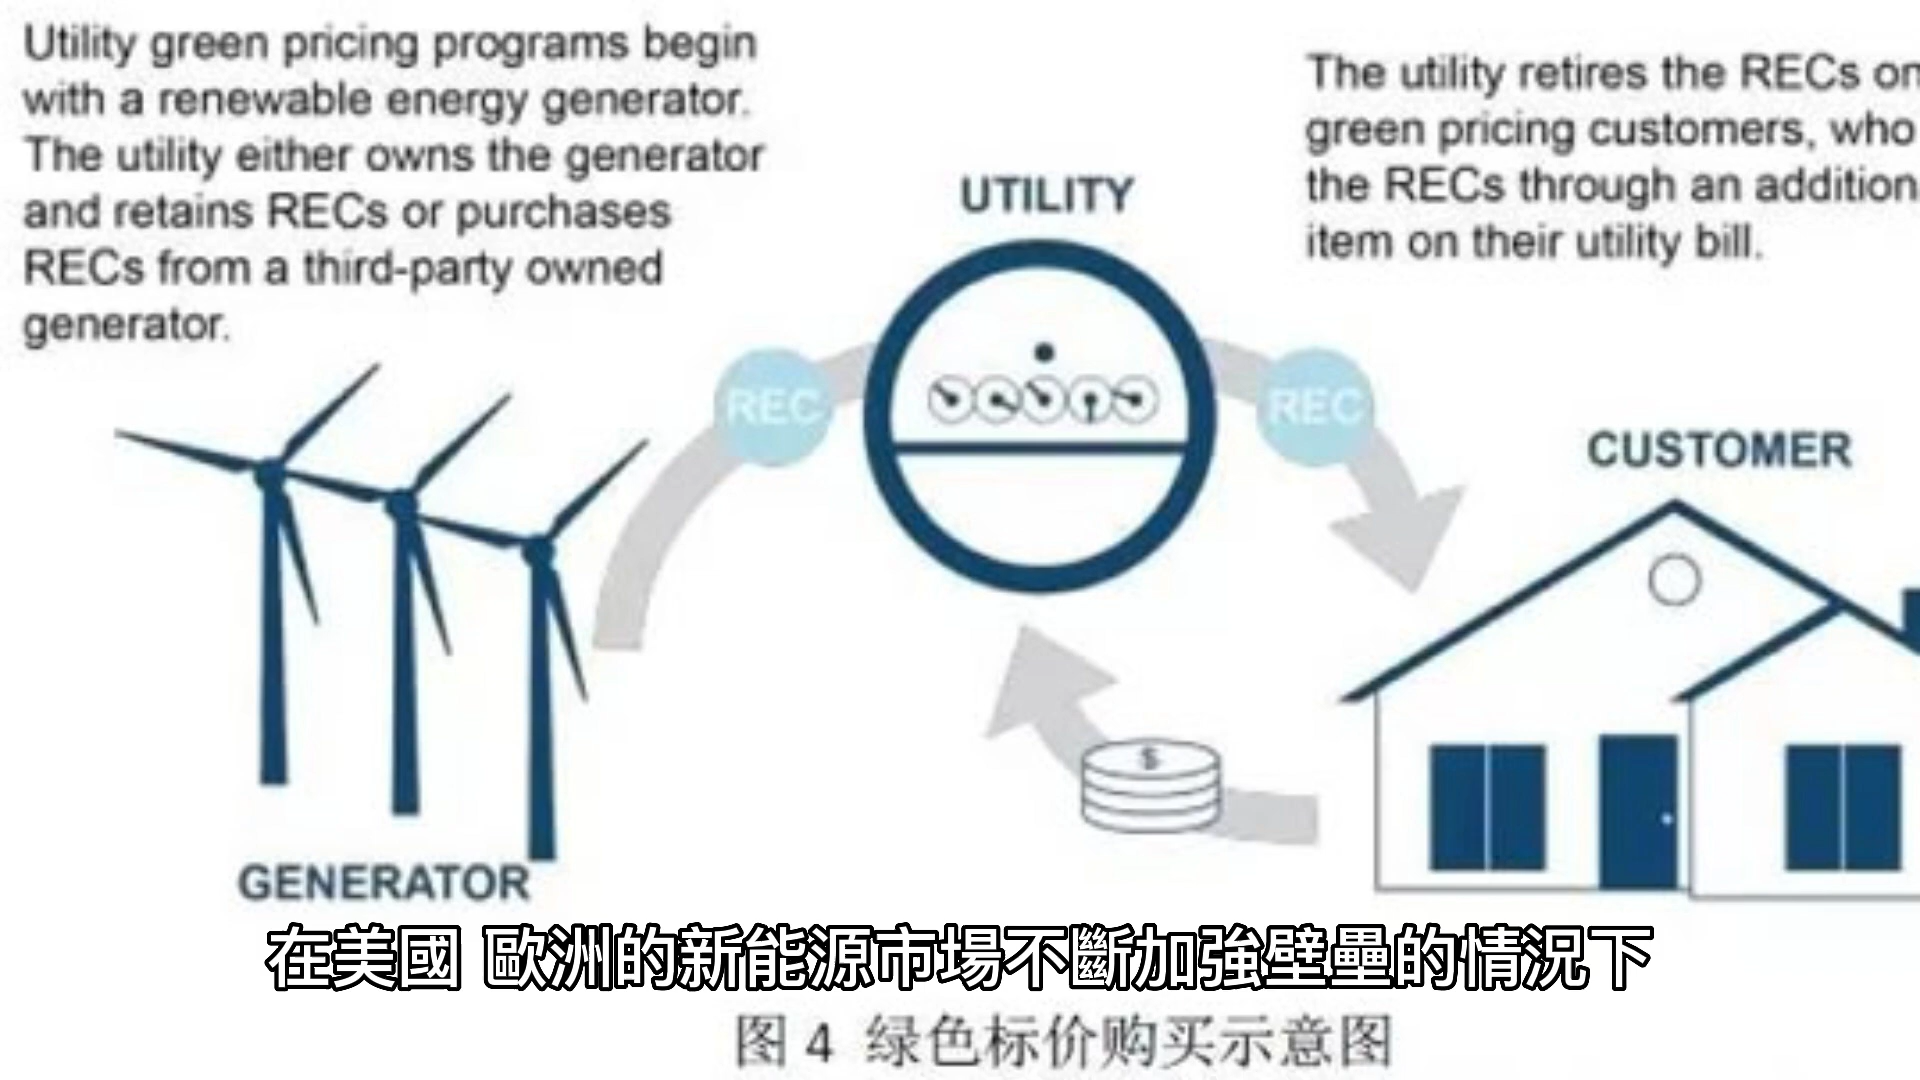 Utility green pricing programs begin
with a renewable energy generator.
The utility either owns the generator
and retains RECs or purchases
RECs from a third-party owned
generator.
The utility retires the RECs on
green pricing customers, who
the RECs through an addition
item on their utility bill.
UTILITY
REC
REC
CUSTOMER
$
GENERATOR
在美國 歐洲的新能源市場不斷加強壁壘的情況下
图 4 绿色标价购买示意图